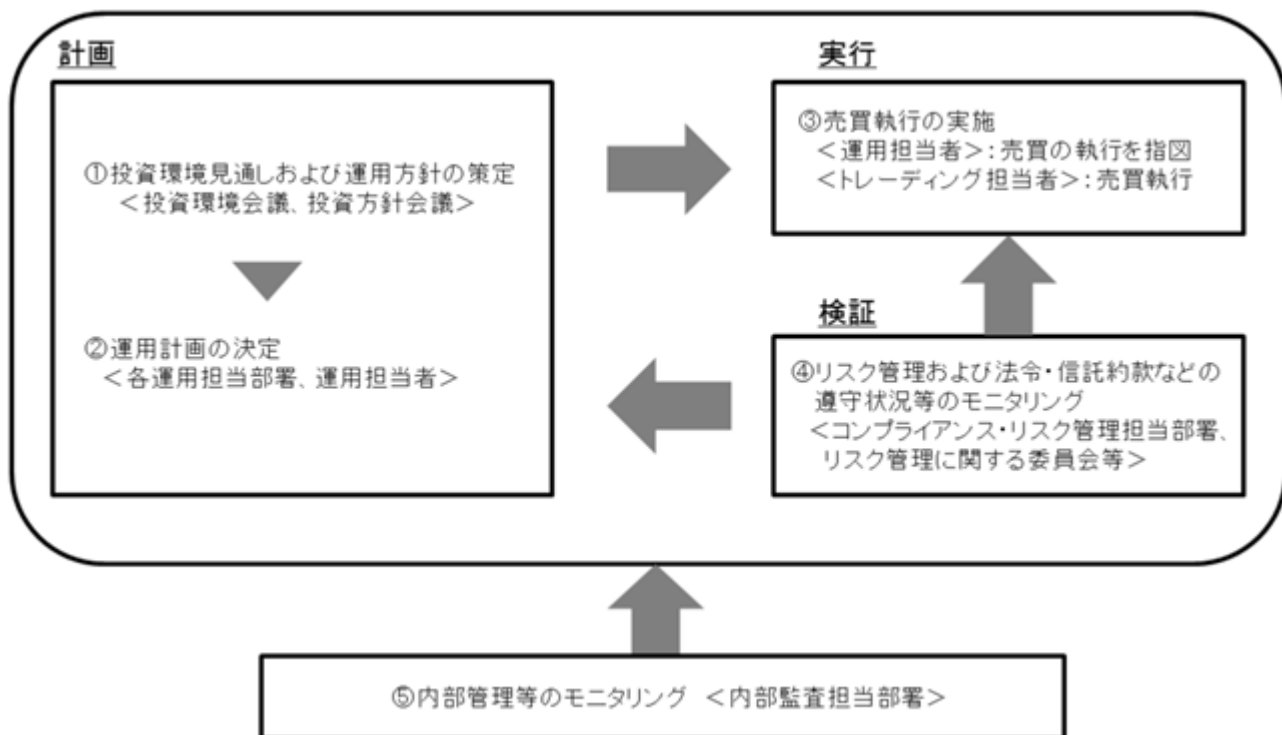 計画
①投資環境見通しおよび運用方針の策定
＜投資環境会議、投資方針会議＞
②運用計画の決定
＜各運用担当部署、運用担当者＞
実行
③売買執行の実施
＜運用担当者＞:売買の執行を指図
＜トレーディング担当者＞:売買執行
検証
④リスク管理および法令・信託約款などの
遵守状況等のモニタリング
＜コンプライアンス・リスク管理担当部署、
リスク管理に関する委員会等＞
⑤内部管理等のモニタリング ＜内部監査担当部署＞